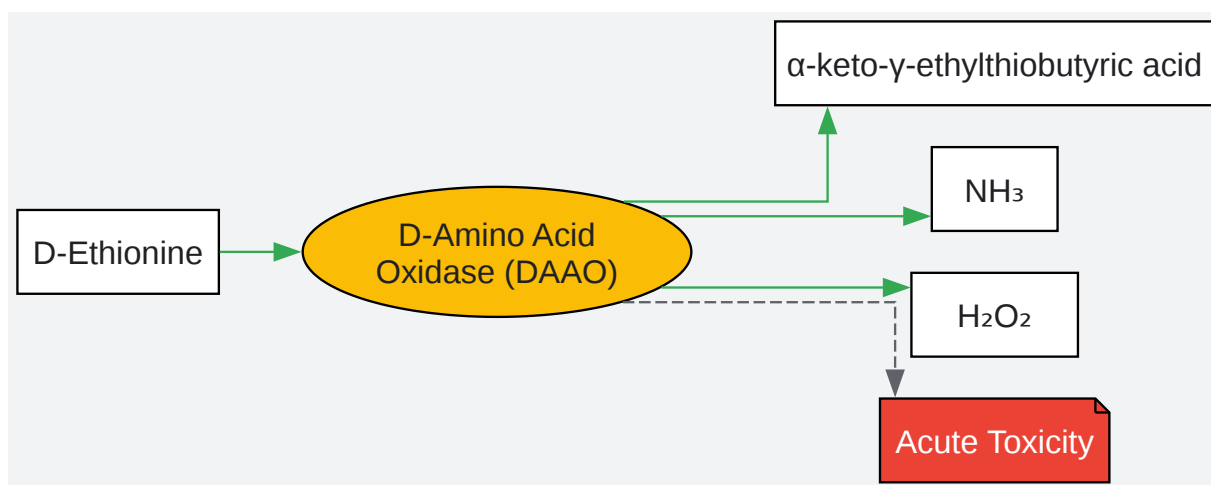 α-keto-γ-ethylthiobutyric acid
NH₃
D-Ethionine
D-Amino Acid
Oxidase (DAAO)
H₂O₂
Acute Toxicity